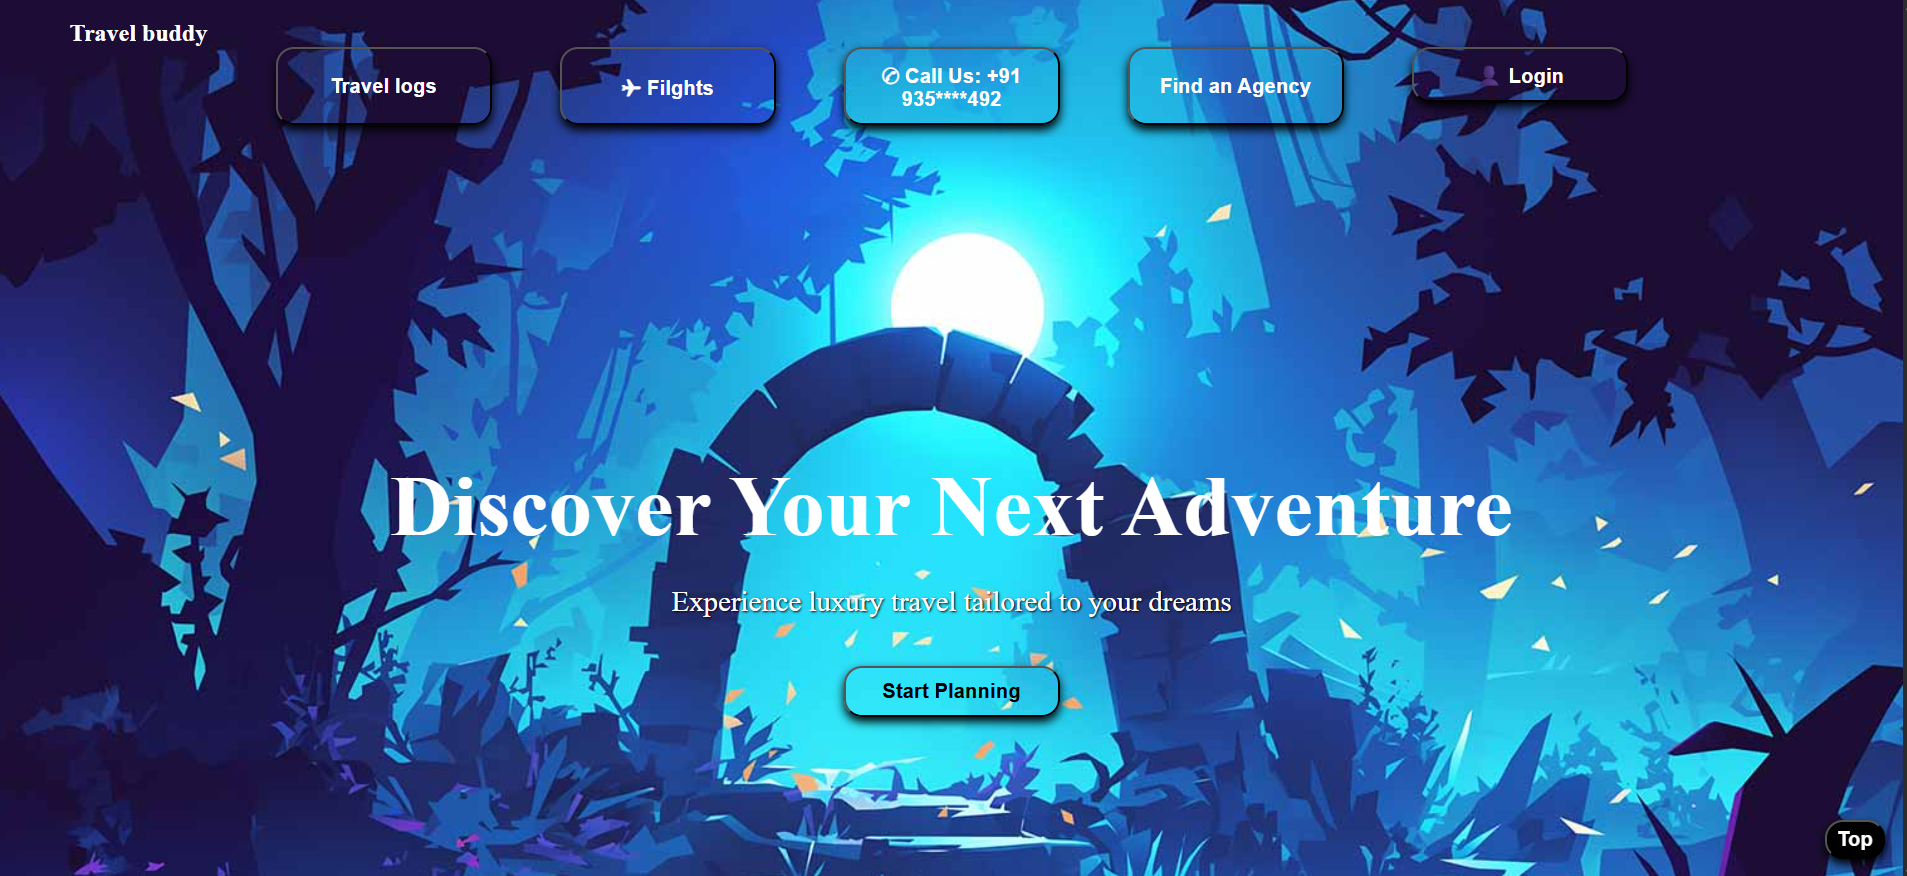 Travel buddy
Travel logs
✈ Filghts
✆ Call Us: +91
935****492
Find an Agency
👤 Login
Discover Your Next Adventure
Experience luxury travel tailored to your dreams
Start Planning
Top